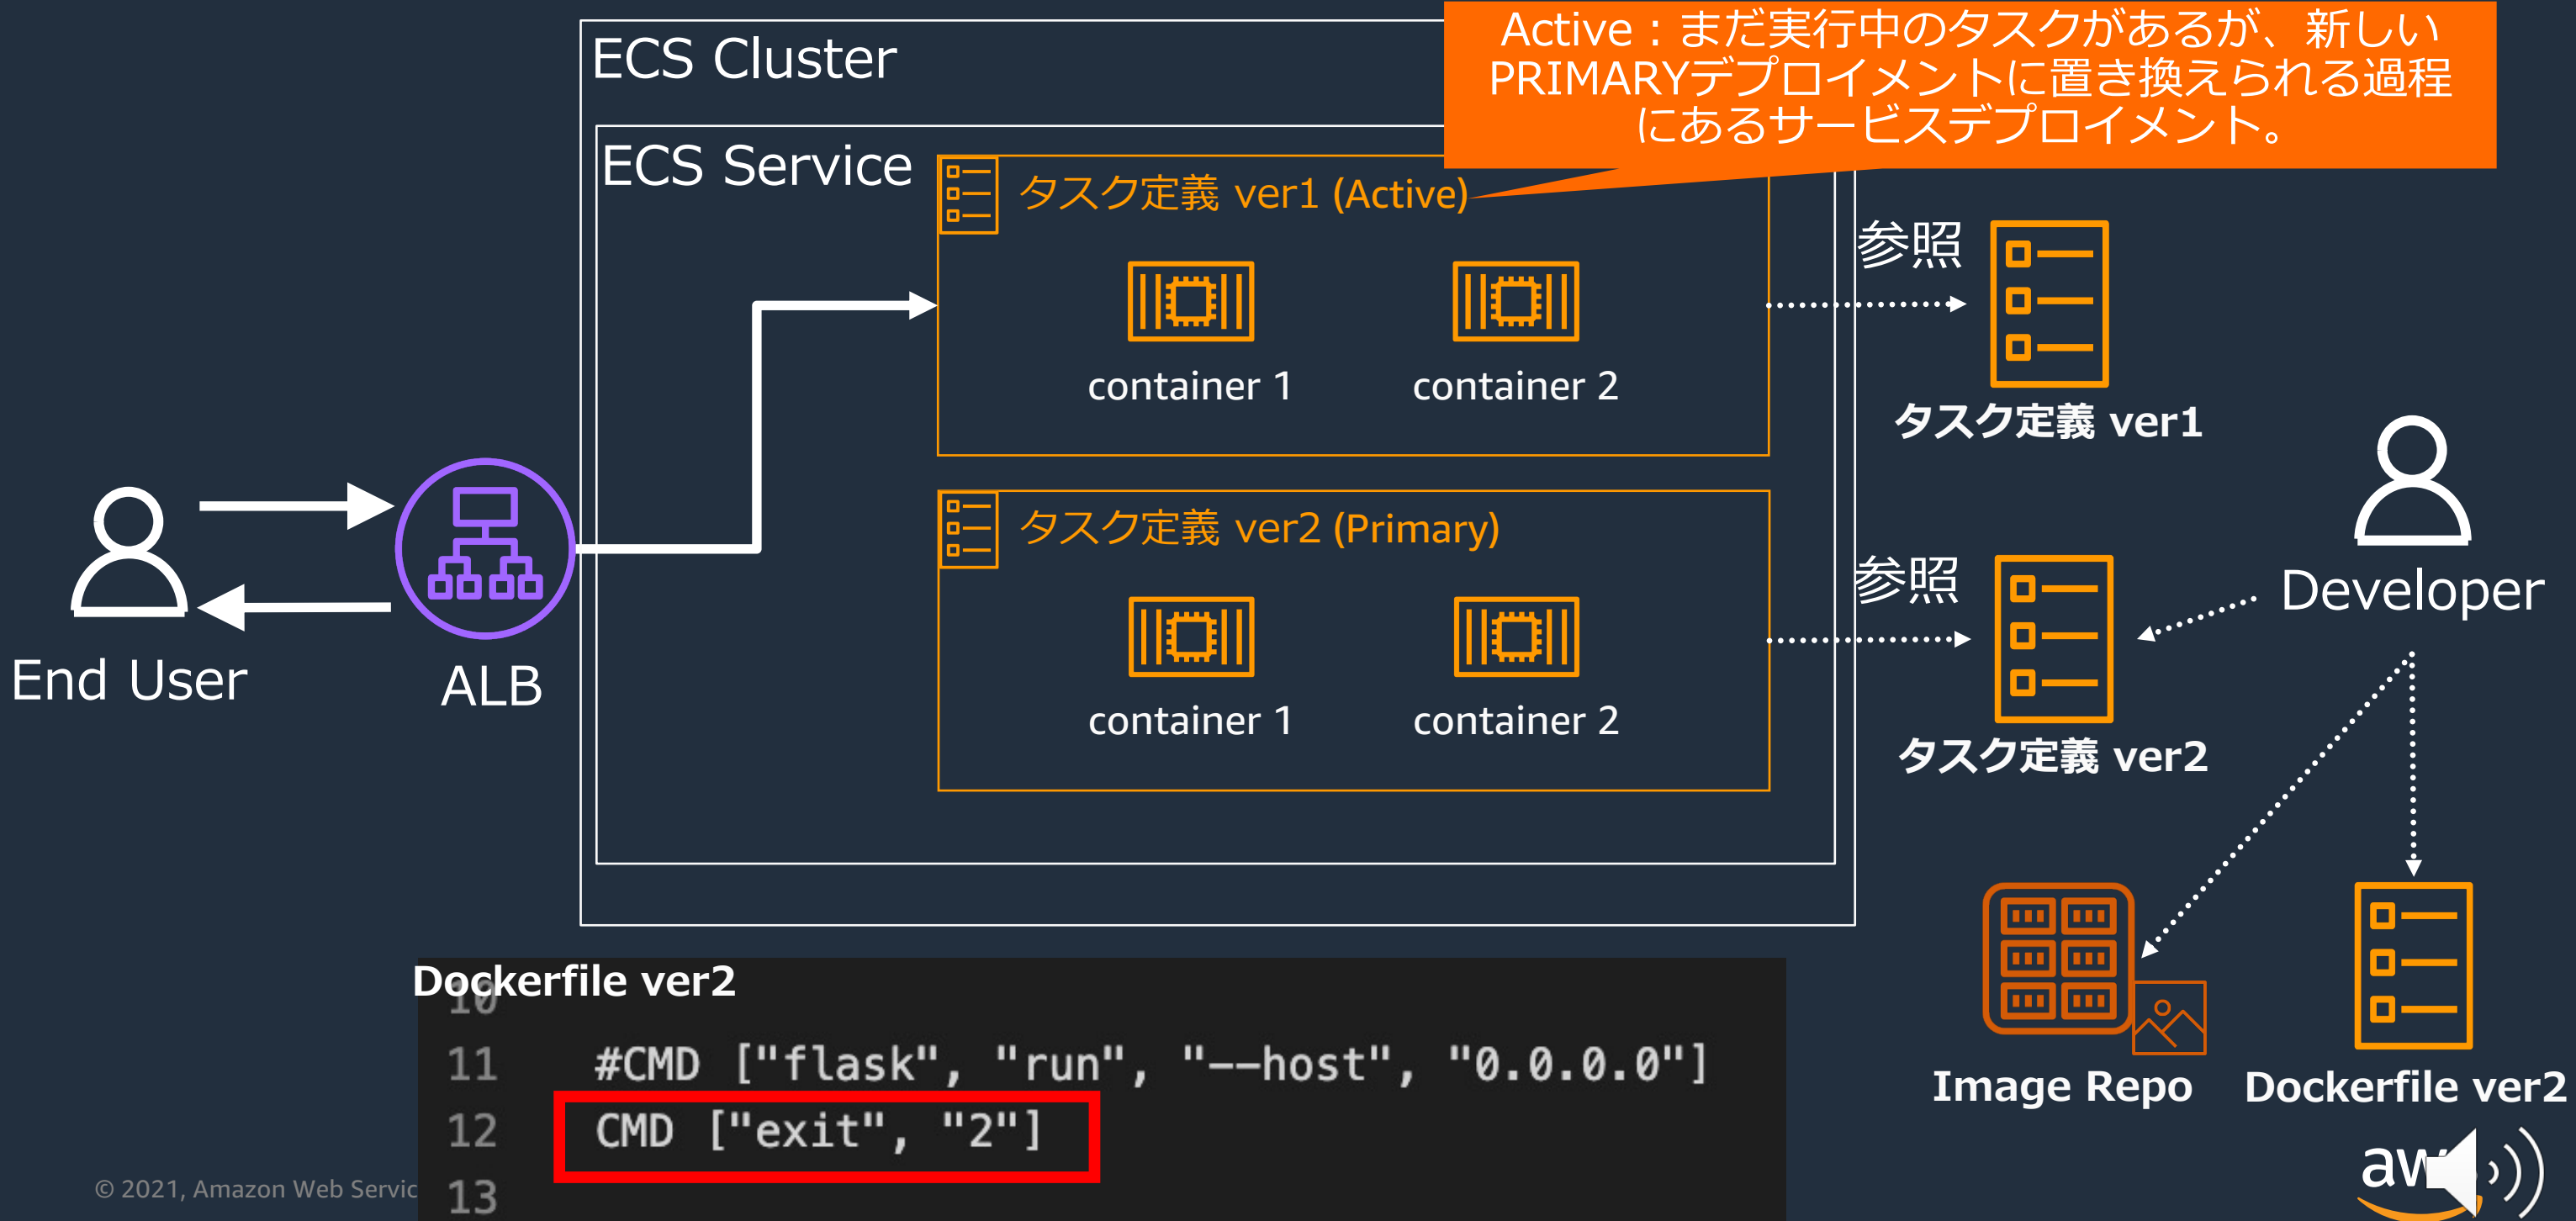 ECS Cluster
Active：まだ実行中のタスクがあるが、新しい
PRIMARYデプロイメントに置き換えられる過程
にあるサービスデプロイメント。
ECS Service
タスク定義 ver1 (Active)
container 1
container 2
参照
タスク定義 ver1
タスク定義 ver2 (Primary)
container 1
container 2
参照
タスク定義 ver2
Developer
End User
ALB
Dockerfile ver2
10
11 #CMD ["flask", "run", "--host", "0.0.0.0"]
12 CMD ["exit", "2"]
13
Image Repo
Dockerfile ver2
© 2021, Amazon Web Servic